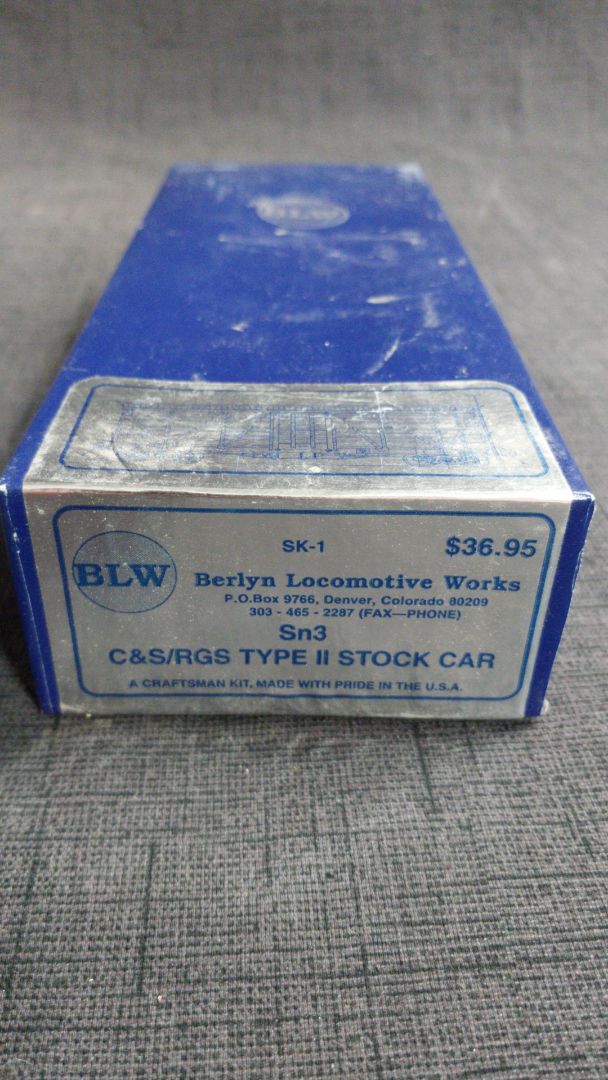 BLW
SK-1
$36.95
BLW
Berlyn Locomotive Works
P.O.Box 9766, Denver, Colorado 80209
303 - 465 - 2287 (FAX—PHONE)
Sn3
C&S/RGS TYPE II STOCK CAR
A CRAFTSMAN KIT, MADE WITH PRIDE IN THE U.S.A.